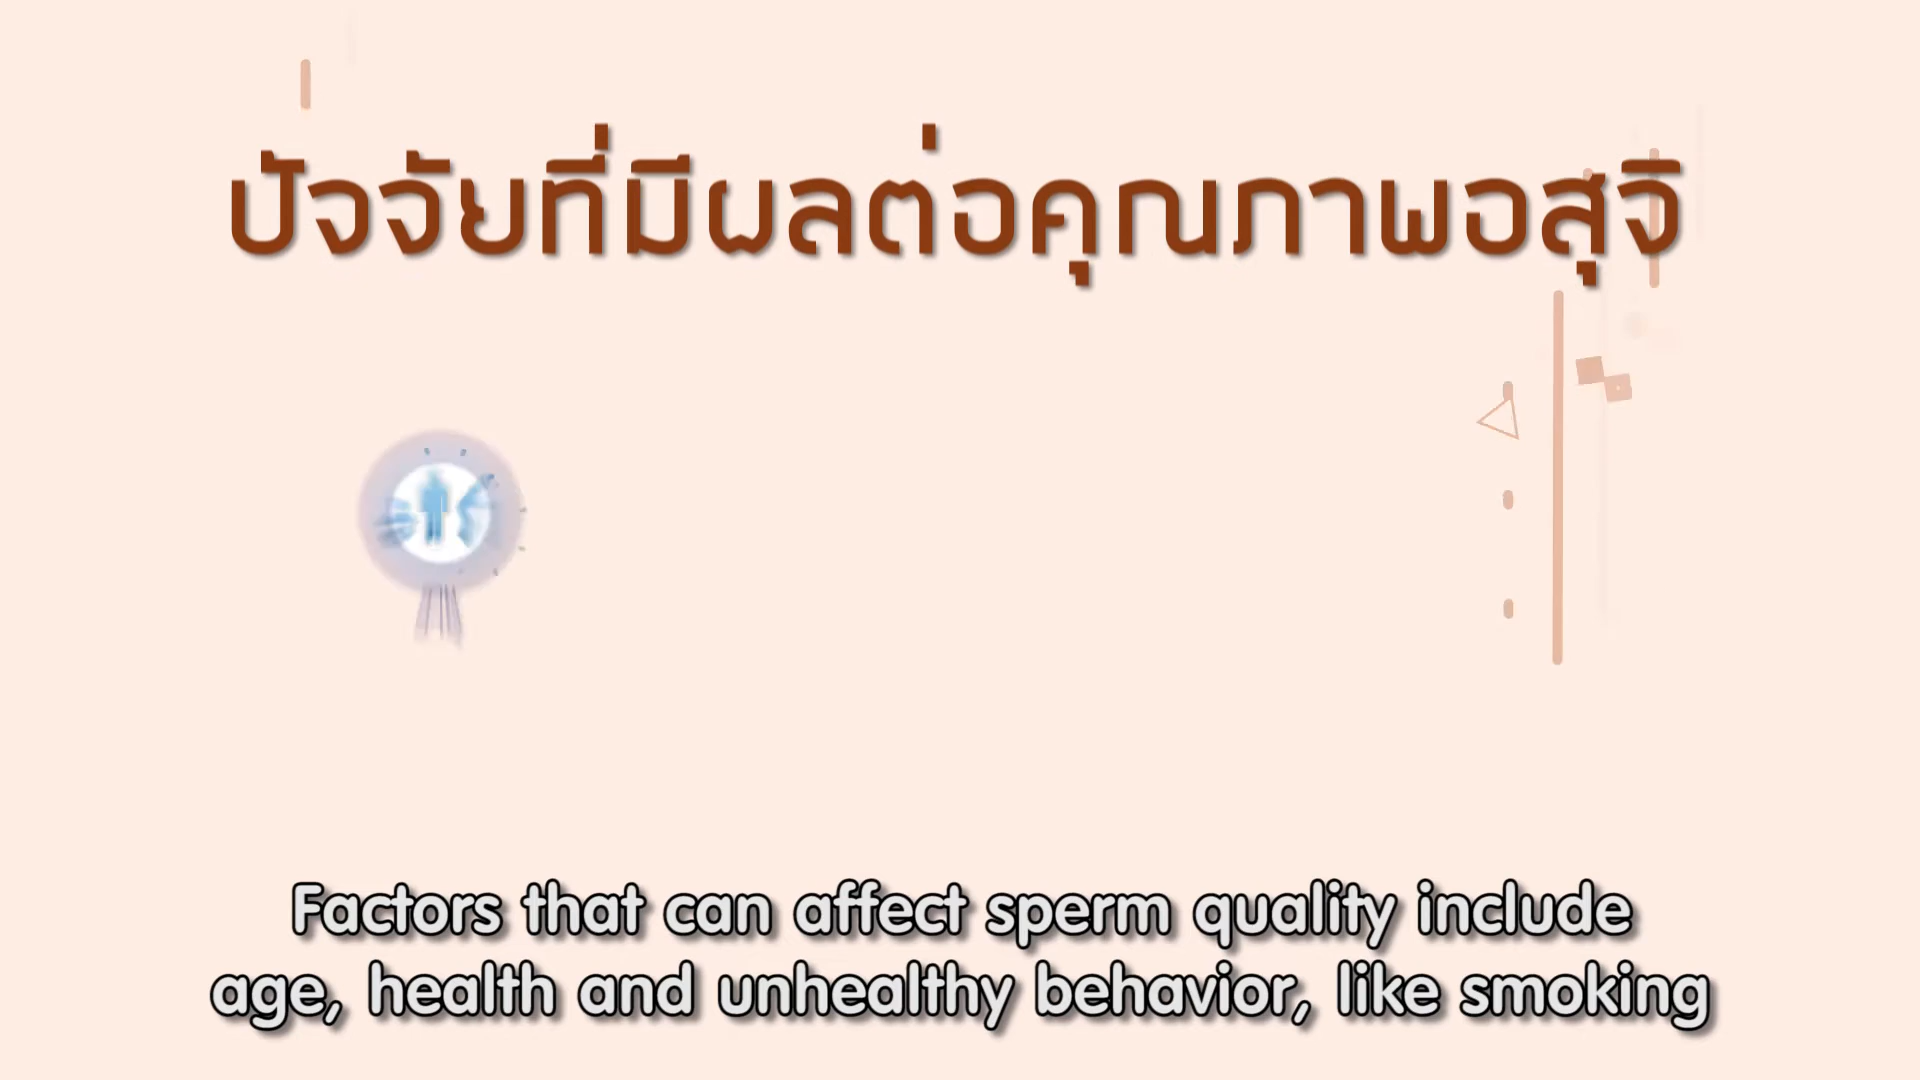 ปัจจัยที่มีผลต่อคุณภาพอสุจิ
Factors that can affect sperm quality include
age, health and unhealthy behavior, like smoking